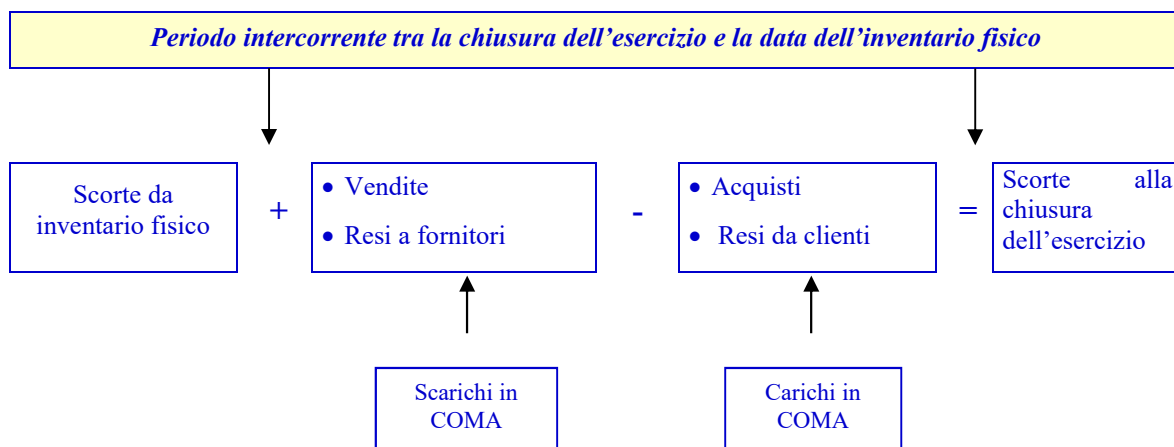 Periodo intercorrente tra la chiusura dell'esercizio e la data dell'inventario fisico
Scorte da
inventario fisico
+
• Vendite
• Resi a fornitori
-
• Acquisti
• Resi da clienti
=
Scorte alla
chiusura
dell'esercizio
Scarichi in
COMA
Carichi in
COMA